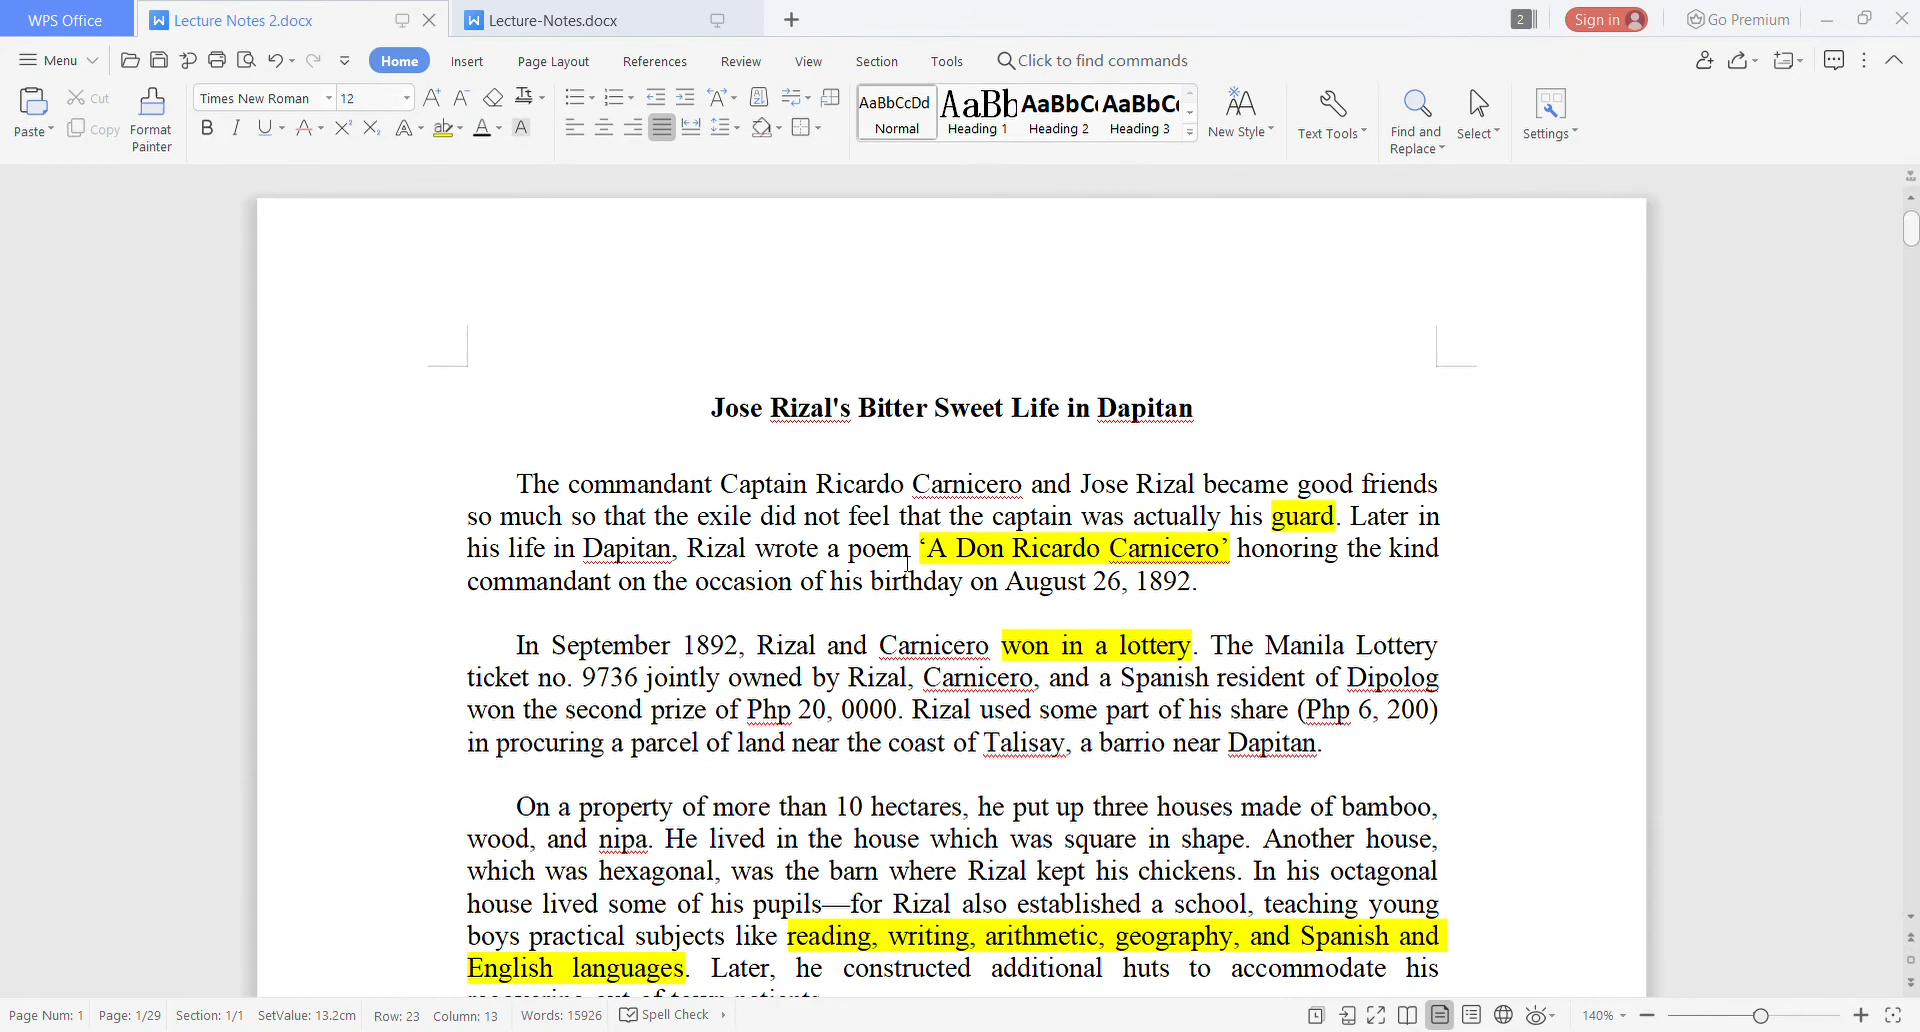 WPS Office Lecture Notes 2.docx Lecture-Notes.docx 2 Sign in Go Premium
Menu Home Insert Page Layout References Review View Section Tools Click to find commands
Paste Cut Copy Format Painter Times New Roman 12
AaBbCcDd AaBb AaBbC AaBbC
Normal Heading 1 Heading 2 Heading 3 New Style Text Tools Find and Replace Select Settings
Jose Rizal's Bitter Sweet Life in Dapitan
The commandant Captain Ricardo Carnicero and Jose Rizal became good friends
so much so that the exile did not feel that the captain was actually his guard. Later in
his life in Dapitan, Rizal wrote a poem ‘A Don Ricardo Carnicero’ honoring the kind
commandant on the occasion of his birthday on August 26, 1892.
In September 1892, Rizal and Carnicero won in a lottery. The Manila Lottery
ticket no. 9736 jointly owned by Rizal, Carnicero, and a Spanish resident of Dipolog
won the second prize of Php 20, 0000. Rizal used some part of his share (Php 6, 200)
in procuring a parcel of land near the coast of Talisay, a barrio near Dapitan.
On a property of more than 10 hectares, he put up three houses made of bamboo,
wood, and nipa. He lived in the house which was square in shape. Another house,
which was hexagonal, was the barn where Rizal kept his chickens. In his octagonal
house lived some of his pupils—for Rizal also established a school, teaching young
boys practical subjects like reading, writing, arithmetic, geography, and Spanish and
English languages. Later, he constructed additional huts to accommodate his
Page Num: 1 Page: 1/29 Section: 1/1 SetValue: 13.2cm Row: 23 Column: 13 Words: 15926 Spell Check 140%